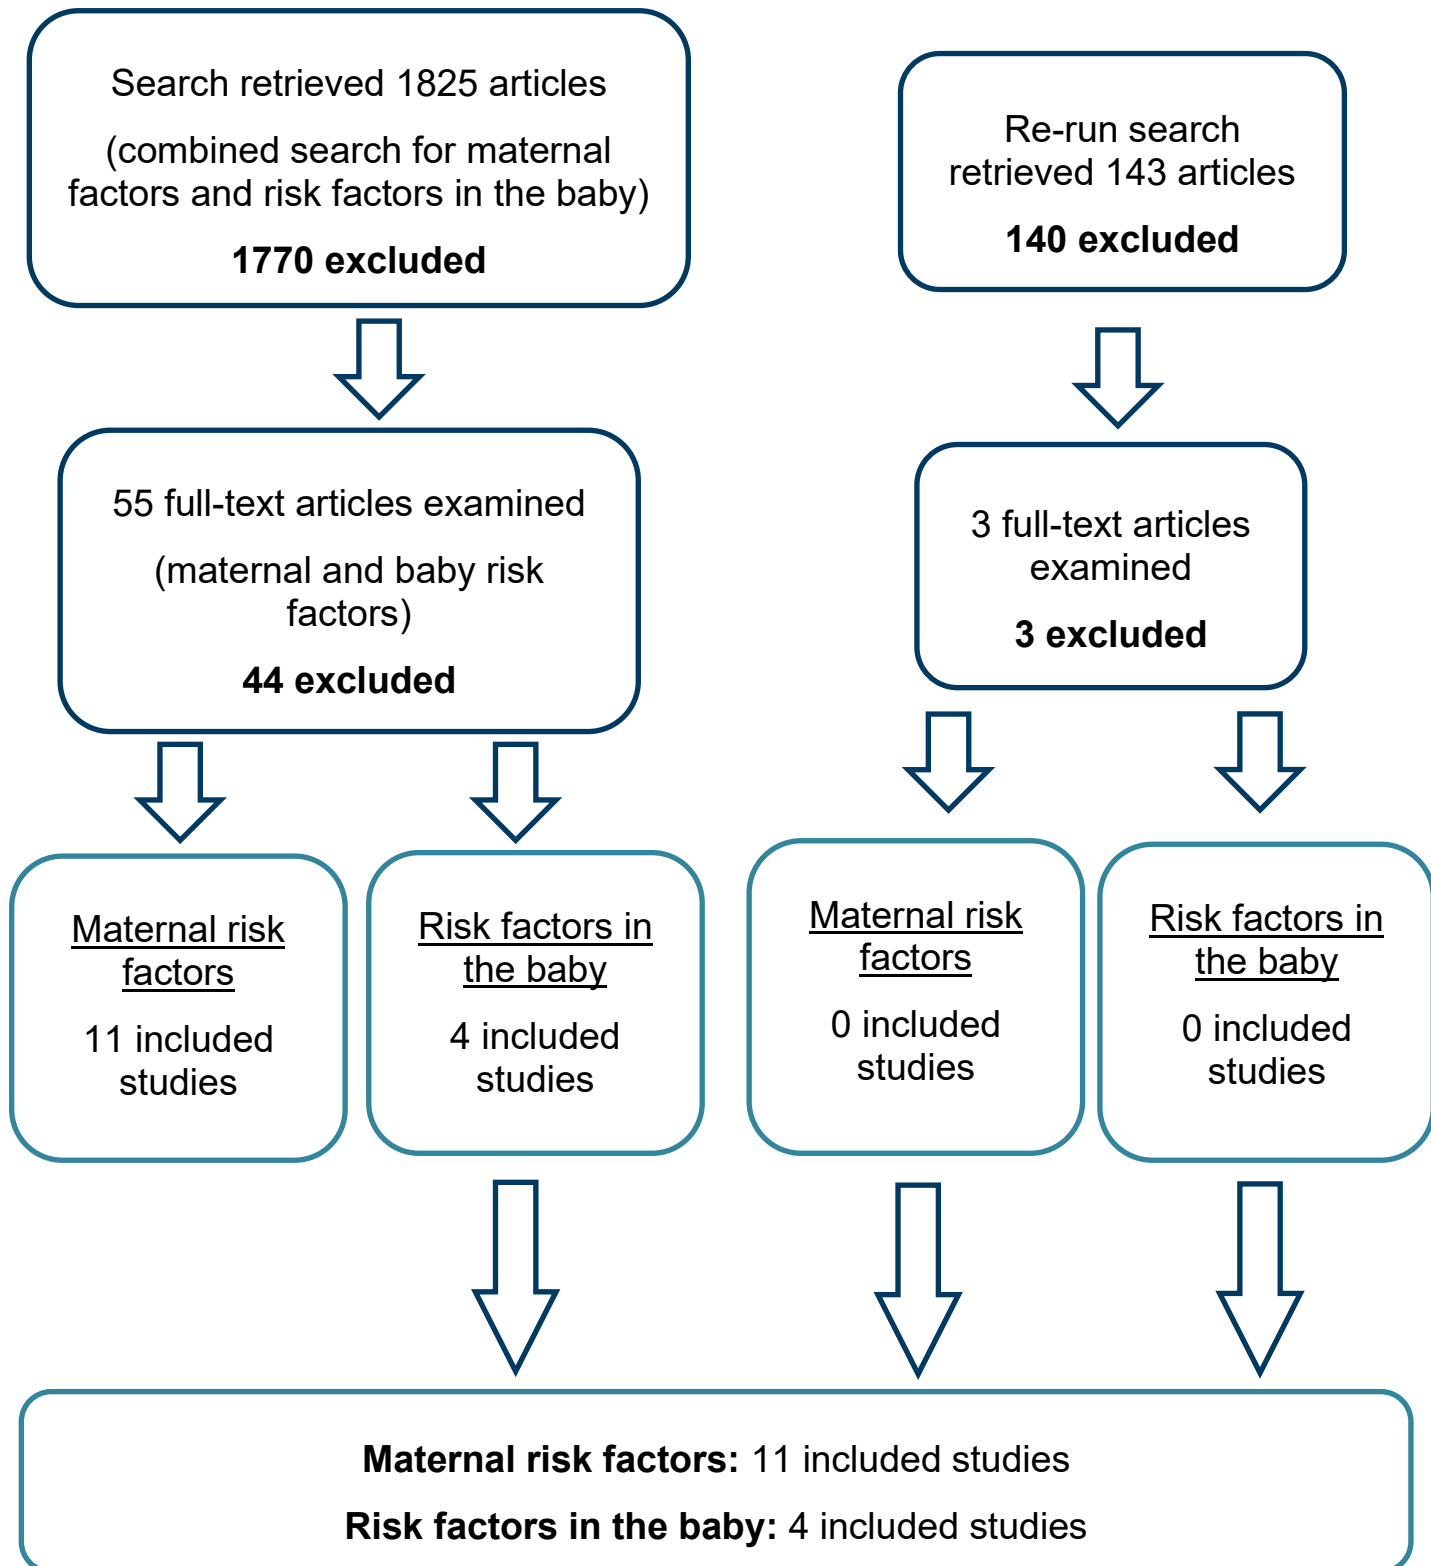 Search retrieved 1825 articles
(combined search for maternal
factors and risk factors in the baby)
1770 excluded
Re-run search
retrieved 143 articles
140 excluded
55 full-text articles examined
(maternal and baby risk
factors)
44 excluded
3 full-text articles
examined
3 excluded
Maternal risk
factors
11 included
studies
Risk factors in
the baby
4 included
studies
Maternal risk
factors
0 included
studies
Risk factors in
the baby
0 included
studies
Maternal risk factors: 11 included studies
Risk factors in the baby: 4 included studies